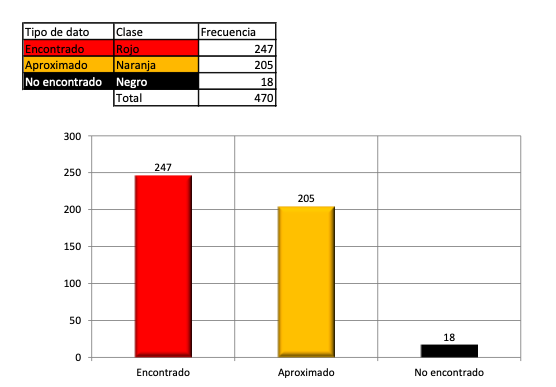 Tipo de dato Clase Frecuencia
Encontrado Rojo 247
Aproximado Naranja 205
No encontrado Negro 18
Total 470
300
250
200
150
100
50
0
247
205
18
Encontrado Aproximado No encontrado